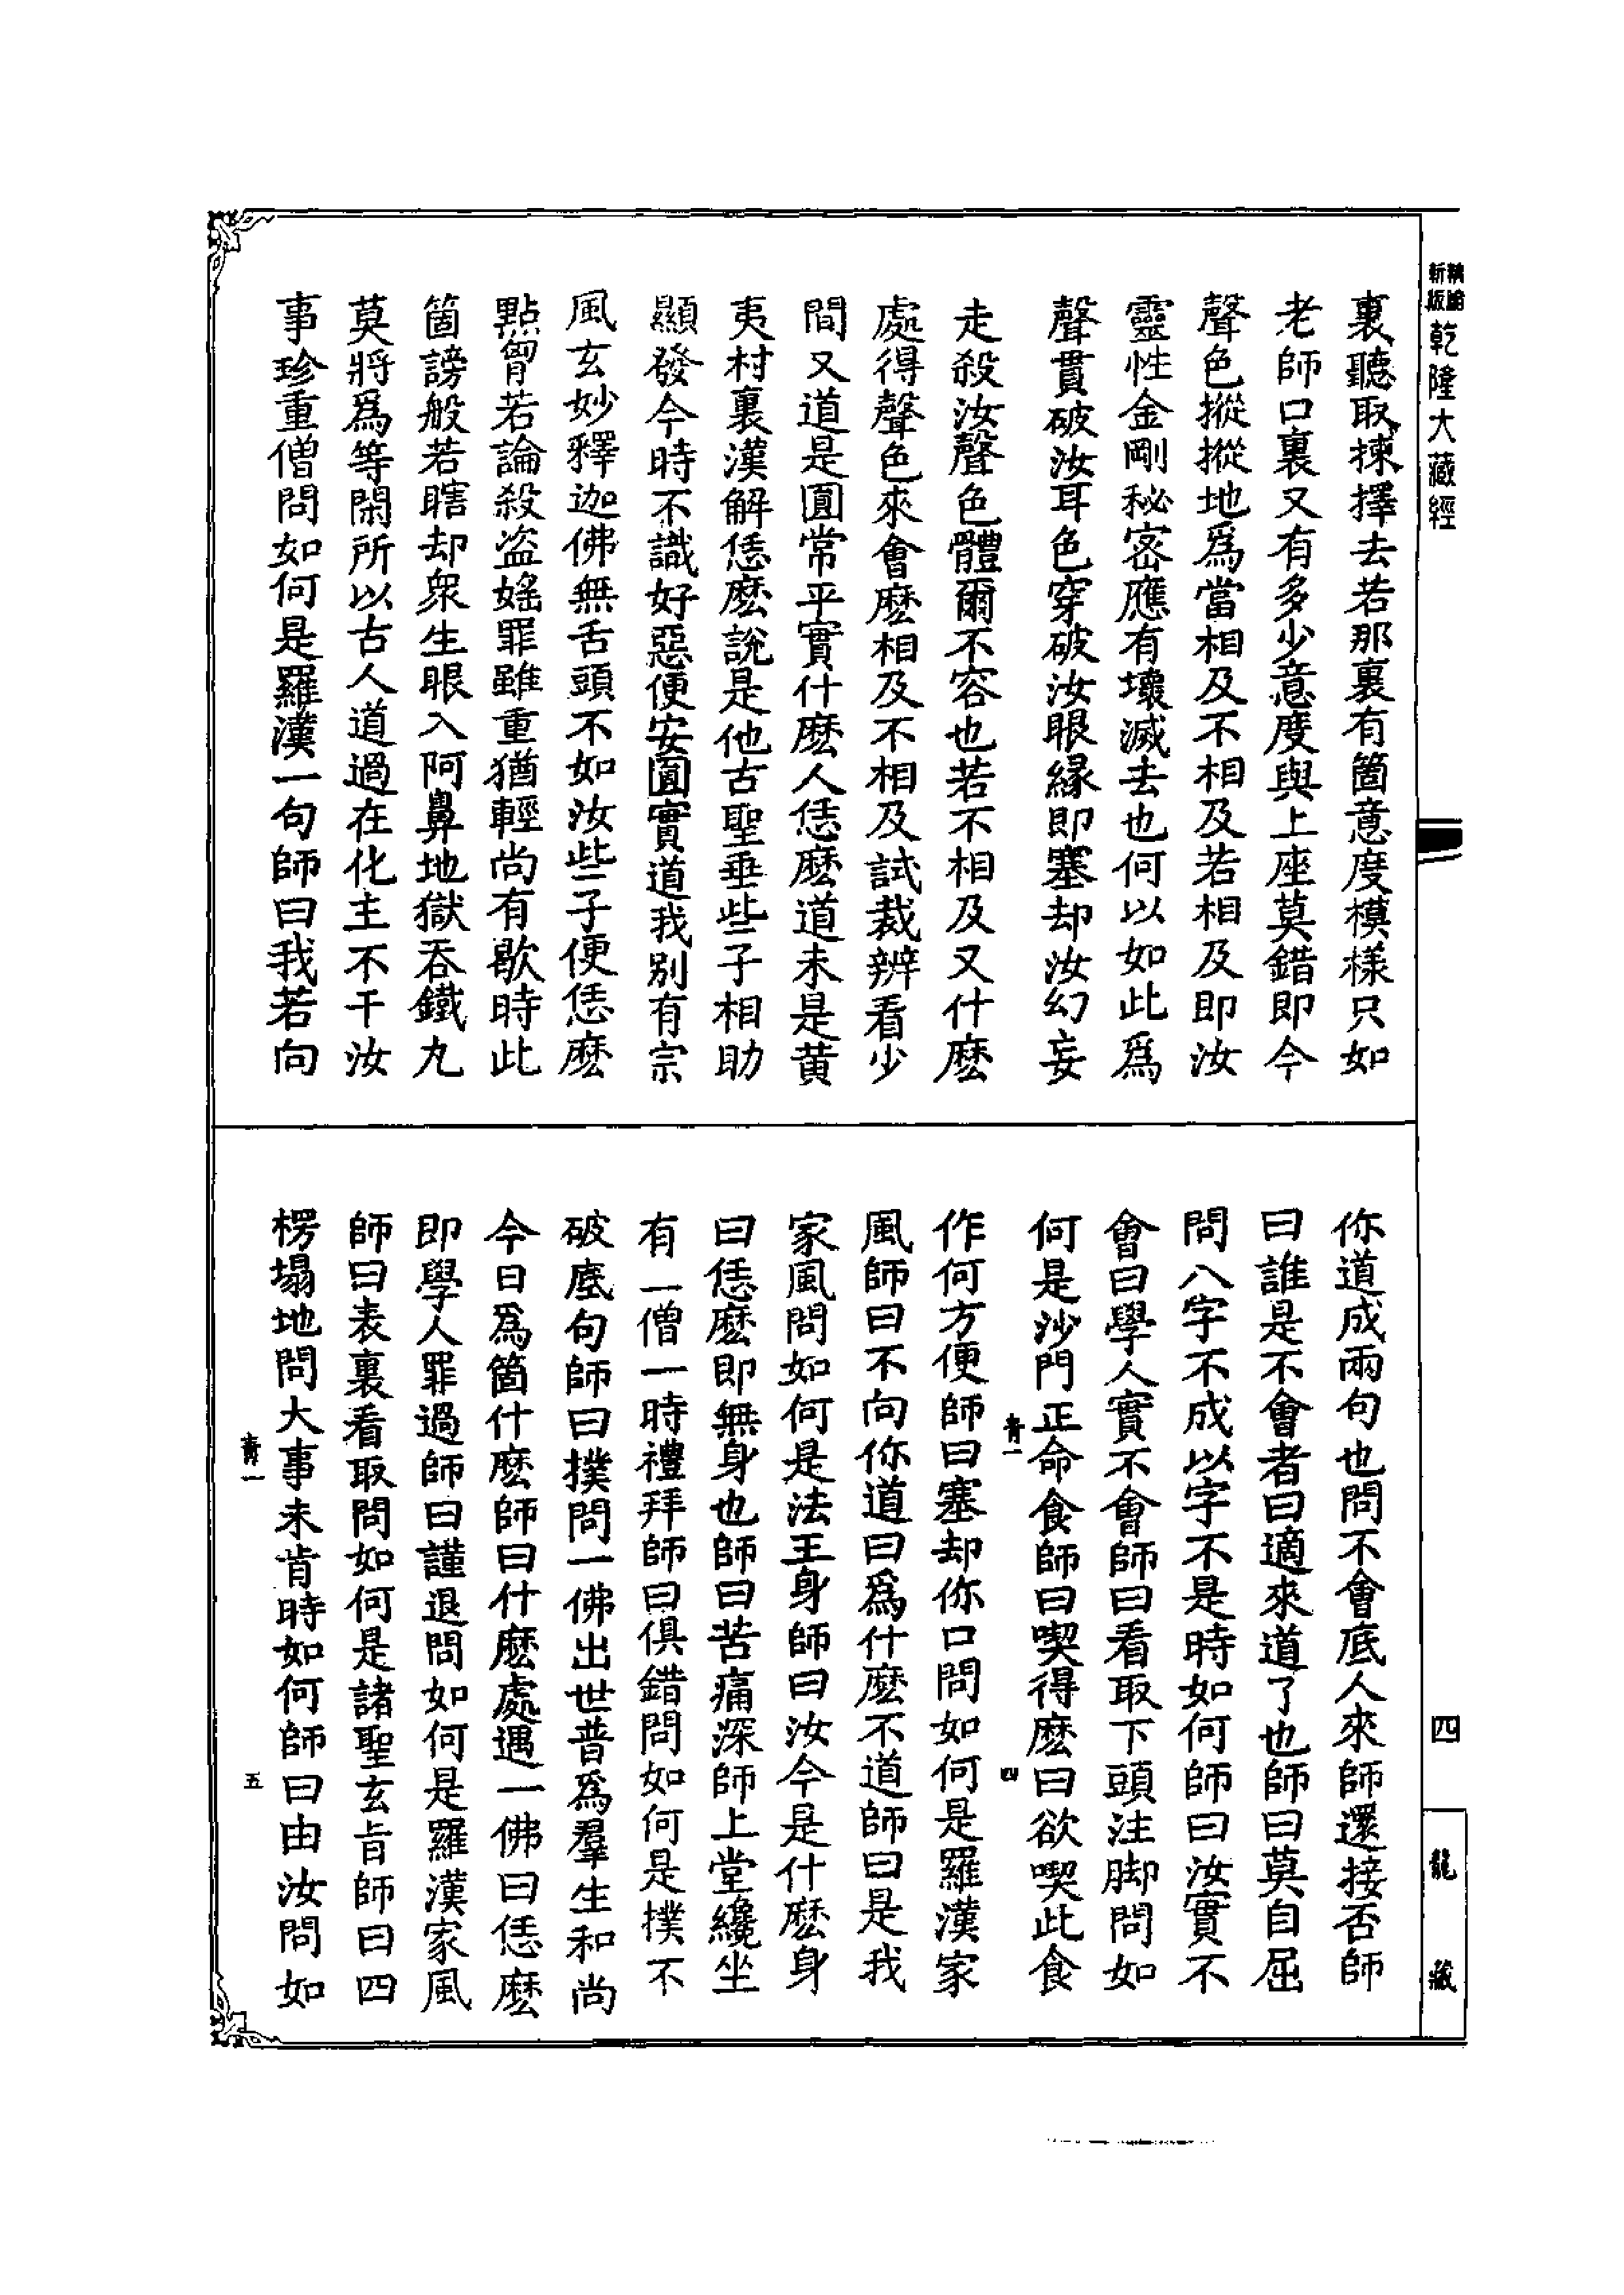 新版
精繪
乾隆大藏經
四
龍藏
裏聽取揀擇去若那裏有箇意度模樣只如
老師口裏又有多少意度與上座莫錯即今
聲色摐摐地爲當相及不相及若相及即汝
靈性金剛秘密應有壞滅去也何以如此爲
聲貫破汝耳色穿破汝眼緣即塞却汝幻妄
走殺汝聲色體爾不容也若不相及又什麽
處得聲色來會麽相及不相及試裁辨看少
間又道是圓常平實什麽人恁麽道未是黃
夷村裏漢解恁麽說是他古聖垂些子相助
顯發今時不識好惡便安圓實道我别有宗
風玄妙釋迦佛無舌頭不如汝些子便恁麽
點胷若論殺盗婬罪雖重猶輕尚有歇時此
箇謗般若瞎却衆生眼入阿鼻地獄吞鐵丸
莫將爲等閑所以古人道過在化主不干汝
事珍重僧問如何是羅漢一句師曰我若向
你道成兩句也問不會底人來師還接否師
曰誰是不會者曰適來道了也師曰莫自屈
問八字不成以字不是時如何師曰汝實不
會曰學人實不會師曰看取下頭注脚問如
何是沙門正命食師曰喫得麽曰欲喫此食
青一
四
作何方便師曰塞却你口問如何是羅漢家
風師曰不向你道曰爲什麽不道師曰是我
家風問如何是法王身師曰汝今是什麽身
曰恁麽即無身也師曰苦痛深師上堂纔坐
有一僧一時禮拜師曰俱錯問如何是撲不
破底句師曰撲問一佛出世普爲羣生和尚
今日爲箇什麽師曰什麽處遇一佛曰恁麽
即學人罪過師曰謹退問如何是羅漢家風
師曰表裏看取問如何是諸聖玄旨師曰四
楞塌地問大事未肯時如何師曰由汝問如
青一
五